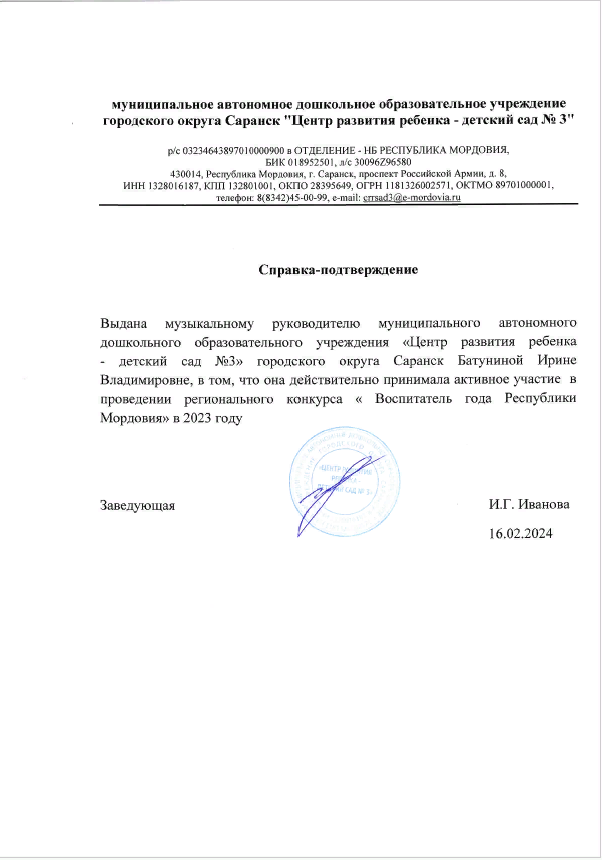 муниципальное автономное дошкольное образовательное учреждение
городского округа Саранск "Центр развития ребенка - детский сад № 3"
р/с 03234643897010000900 в ОТДЕЛЕНИЕ - НБ РЕСПУБЛИКА МОРДОВИЯ,
БИК 018952501, л/с 30096Z96580
430014, Республика Мордовия, г. Саранск, проспект Российской Армии, д. 8,
ИНН 1328016187, КПП 132801001, ОКПО 28395649, ОГРН 1181326002571, ОКТМО 89701000001,
телефон: 8(8342)45-00-99, e-mail: crrsad3@e-mordovia.ru
Справка-подтверждение
Выдана музыкальному руководителю муниципального автономного
дошкольного образовательного учреждения «Центр развития ребенка
- детский сад №3» городского округа Саранск Батуниной Ирине
Владимировне, в том, что она действительно принимала активное участие в
проведении регионального конкурса « Воспитатель года Республики
Мордовия» в 2023 году
Заведующая
И.Г. Иванова
16.02.2024